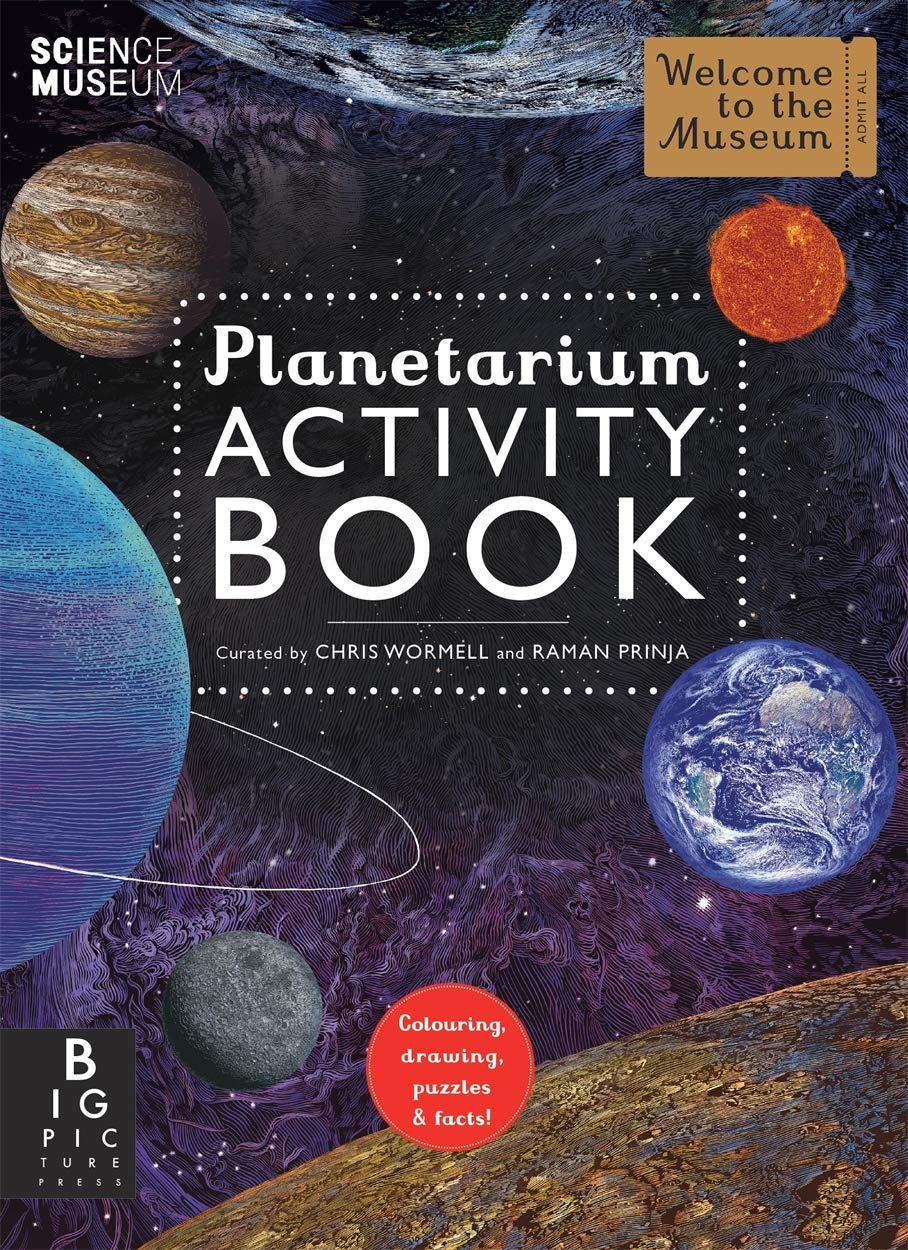 SCIENCE
MUSEUM
Welcome
to the
Museum
ADMIT ALL
Planetarium
ACTIVITY
BOOK
Curated by CHRIS WORMELL and RAMAN PRINJA
Colouring,
drawing,
puzzles
& facts!
B
IG
PIC
TURE
PRESS